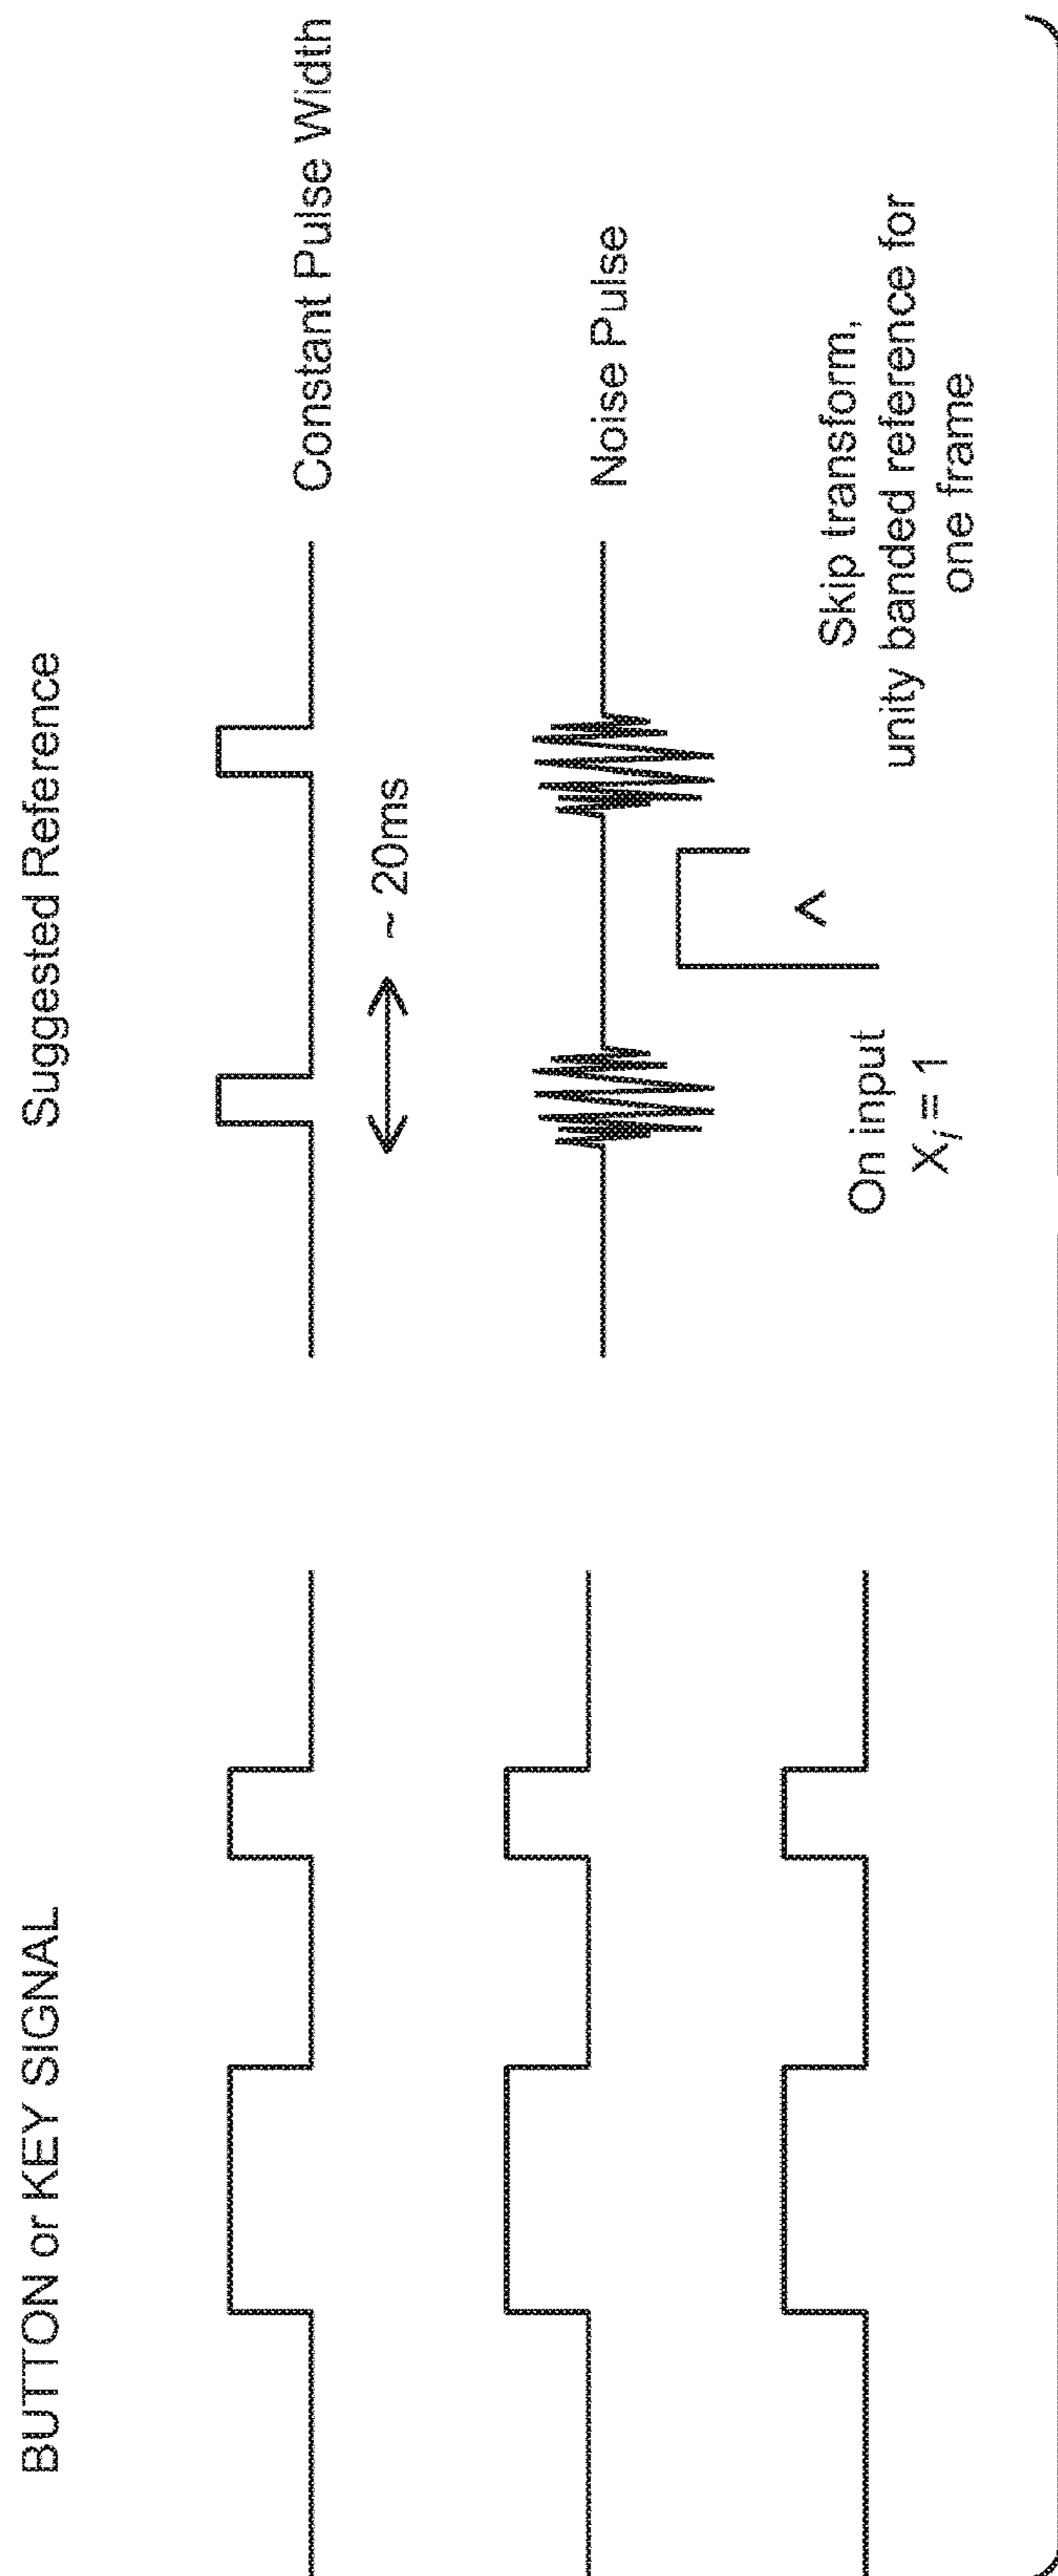 BUTTON or KEY SIGNAL
Suggested Reference
Constant Pulse Width
~ 20ms
Noise Pulse
On input
Xi = 1
Λ
Skip transform,
unity banded reference for
one frame